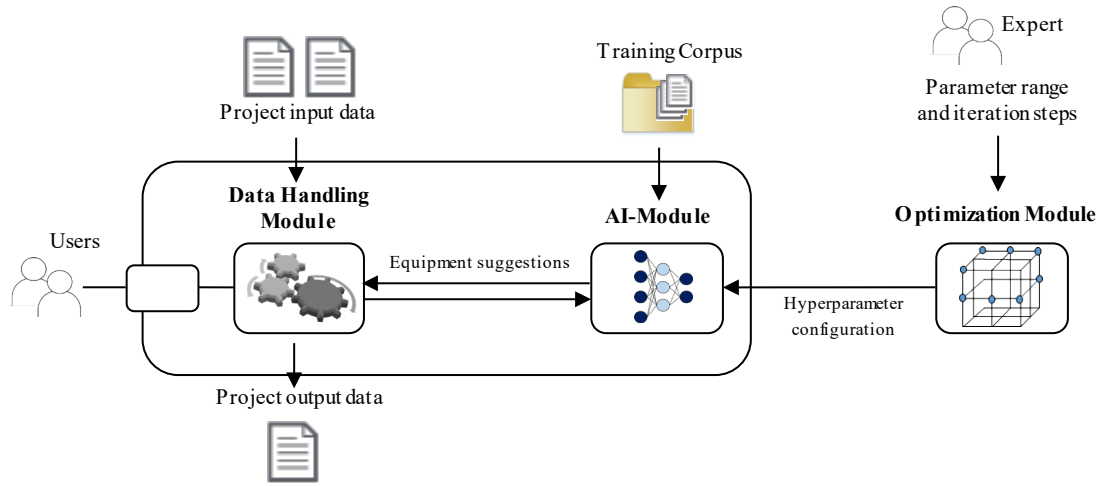 Expert
Training Corpus
Project input data
Parameter range
and iteration steps
Data Handling
Module
AI-Module
Optimization Module
Users
Equipment suggestions
Hyperparameter
configuration
Project output data